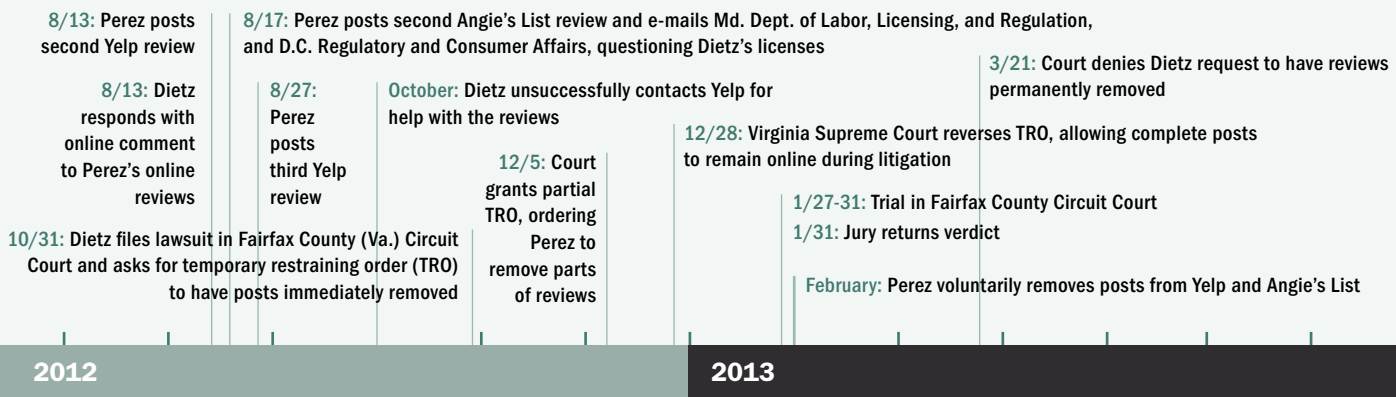 8/13: Perez posts
second Yelp review
8/17: Perez posts second Angie’s List review and e-mails Md. Dept. of Labor, Licensing, and Regulation,
and D.C. Regulatory and Consumer Affairs, questioning Dietz’s licenses
3/21: Court denies Dietz request to have reviews
permanently removed
8/13: Dietz
responds with
online comment
to Perez’s online
reviews
8/27:
Perez
posts
third Yelp
review
October: Dietz unsuccessfully contacts Yelp for
help with the reviews
12/28: Virginia Supreme Court reverses TRO, allowing complete posts
to remain online during litigation
12/5: Court
grants partial
TRO, ordering
Perez to
remove parts
of reviews
1/27-31: Trial in Fairfax County Circuit Court
1/31: Jury returns verdict
10/31: Dietz files lawsuit in Fairfax County (Va.) Circuit
Court and asks for temporary restraining order (TRO)
to have posts immediately removed
February: Perez voluntarily removes posts from Yelp and Angie’s List
2012
2013